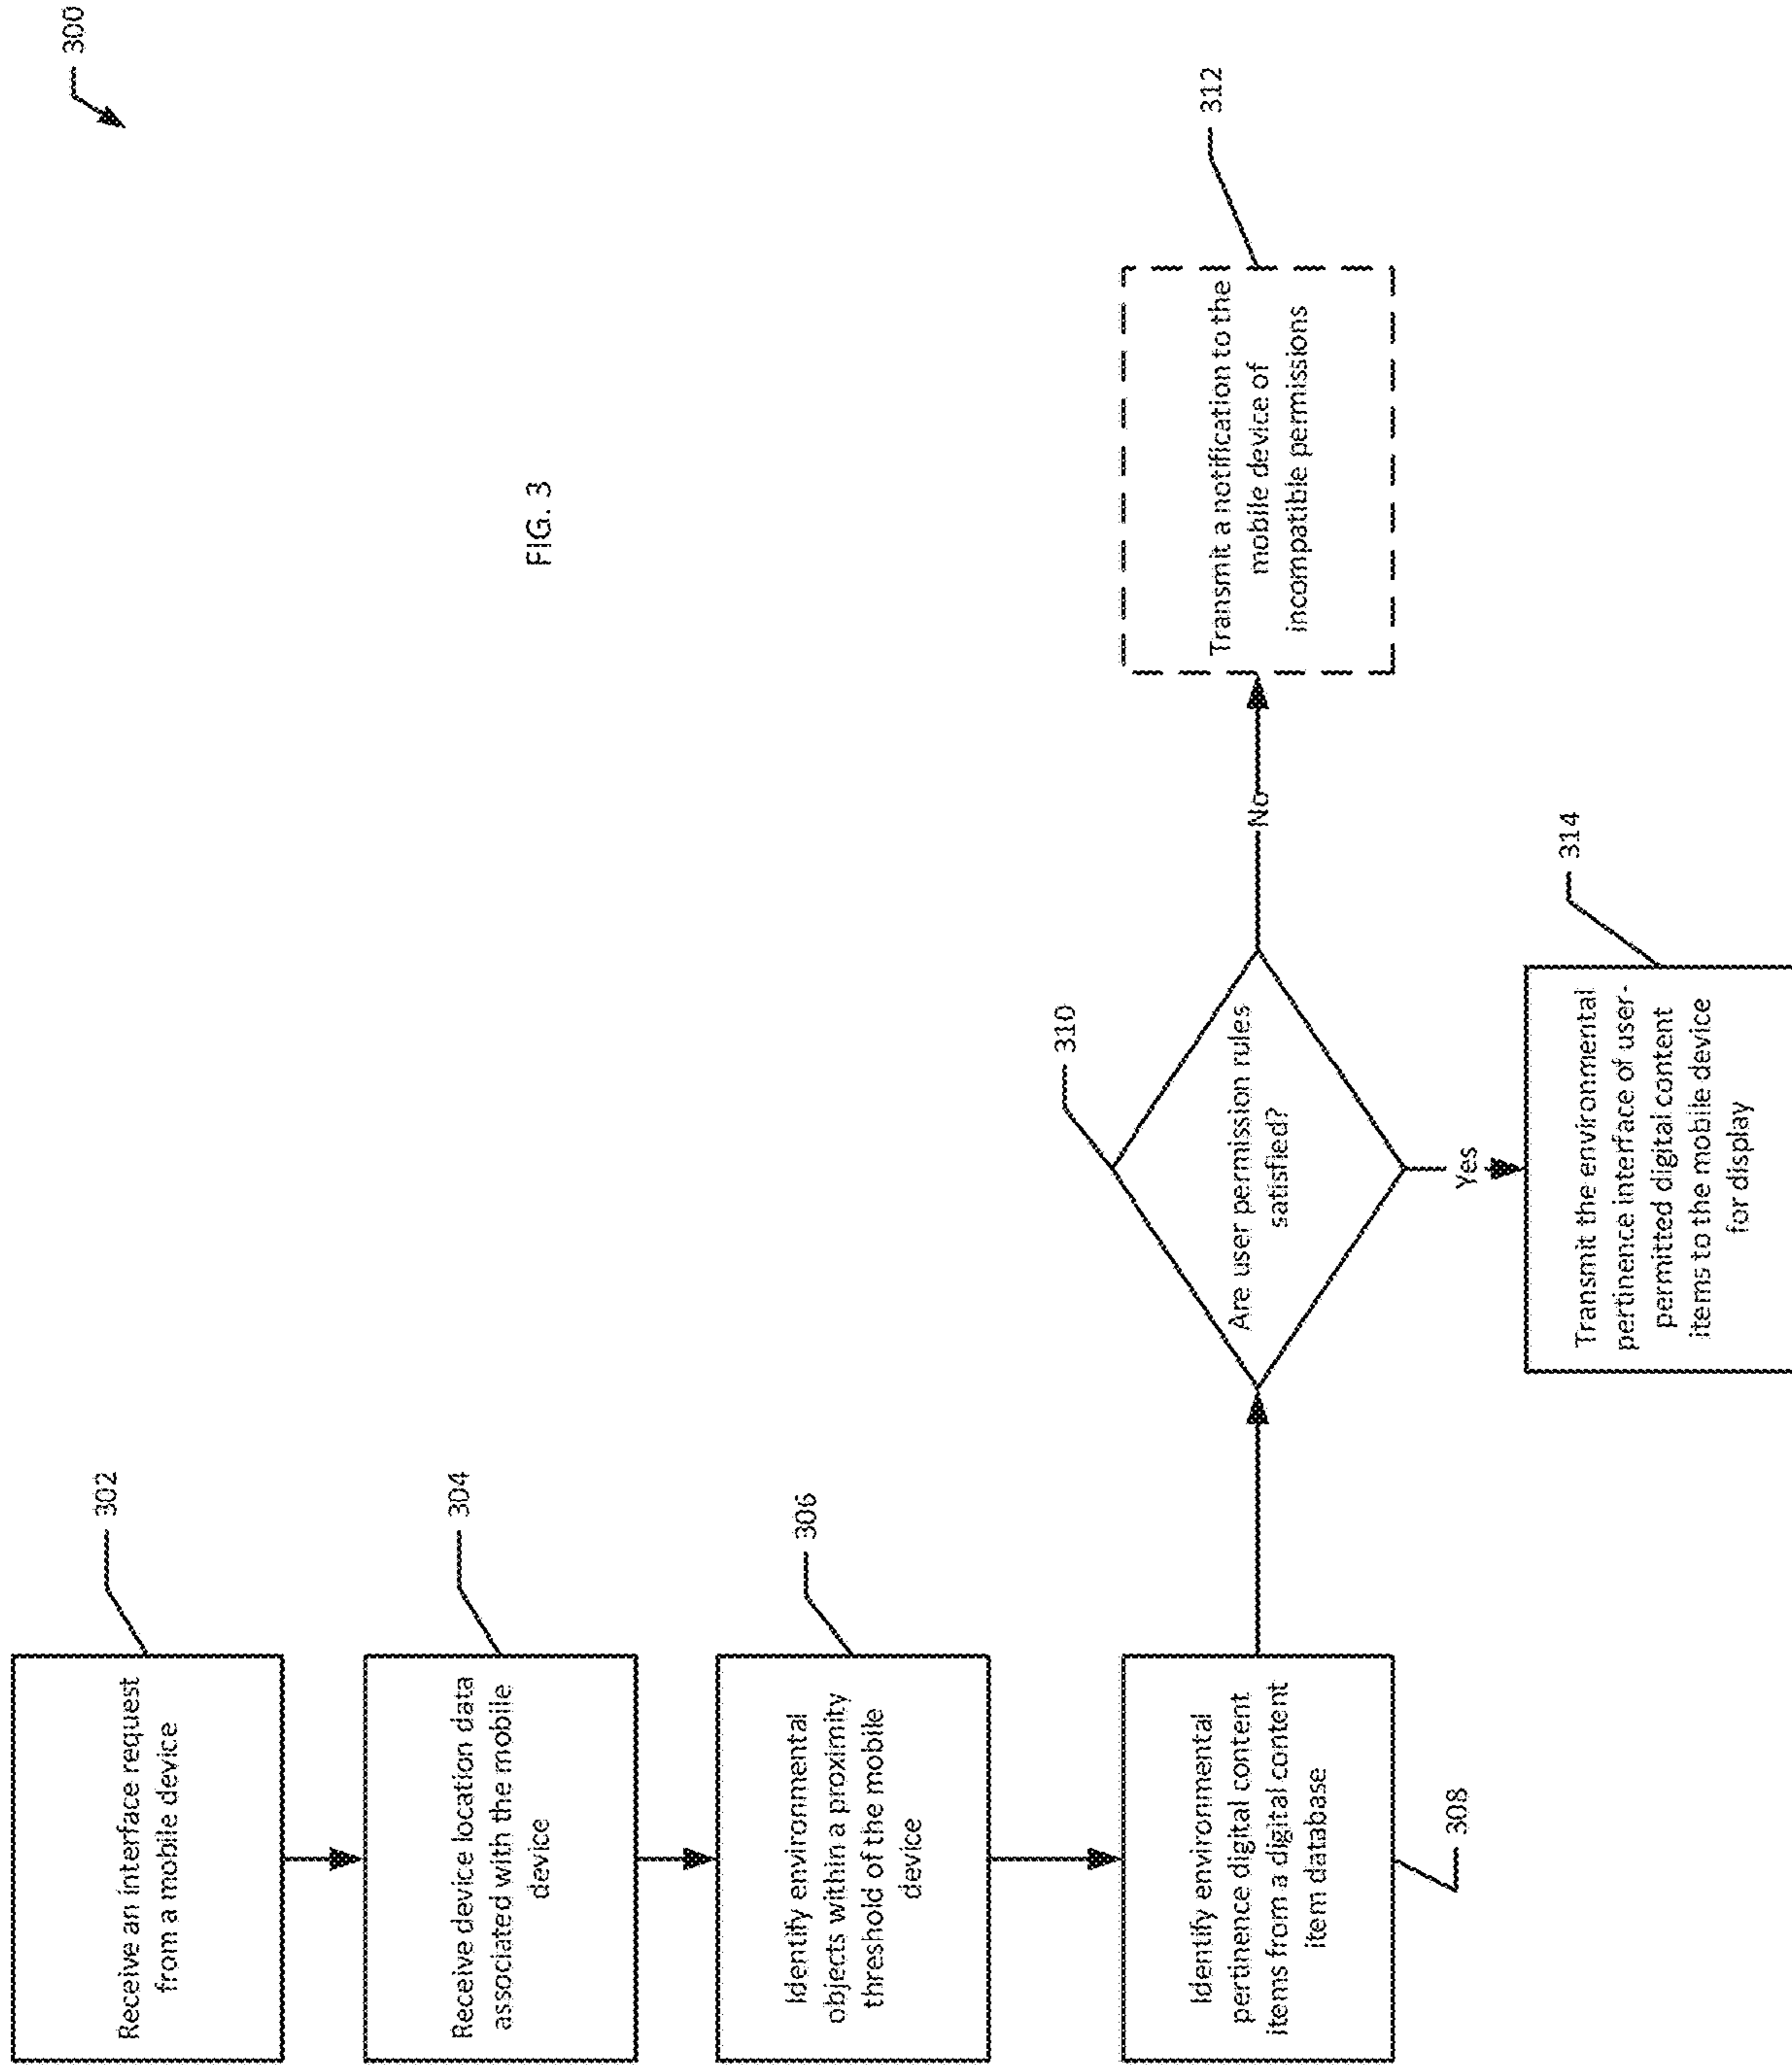 300
302
Receive an interface request
from a mobile device
304
Receive device location data
associated with the mobile
device
306
Identify environmental
objects within a proximity
threshold of the mobile
device
308
Identify environmental
pertinence digital content
items from a digital content
item database
310
Are user permission rules
satisfied?
No
312
Transmit a notification to the
mobile device of
incompatible permissions
Yes
314
Transmit the environmental
pertinence interface of user-
permitted digital content
items to the mobile device
for display
FIG. 3